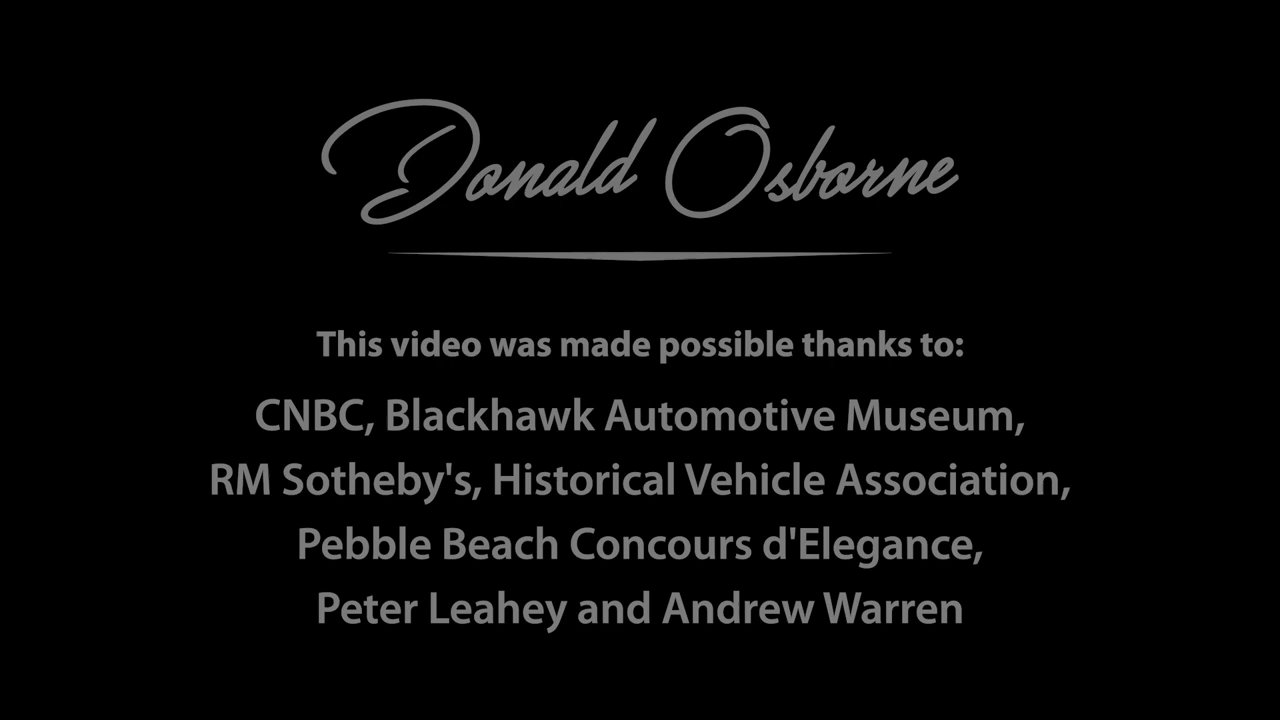 Donald Osborne
This video was made possible thanks to:
CNBC, Blackhawk Automotive Museum,
RM Sotheby's, Historical Vehicle Association,
Pebble Beach Concours d'Elegance,
Peter Leahey and Andrew Warren